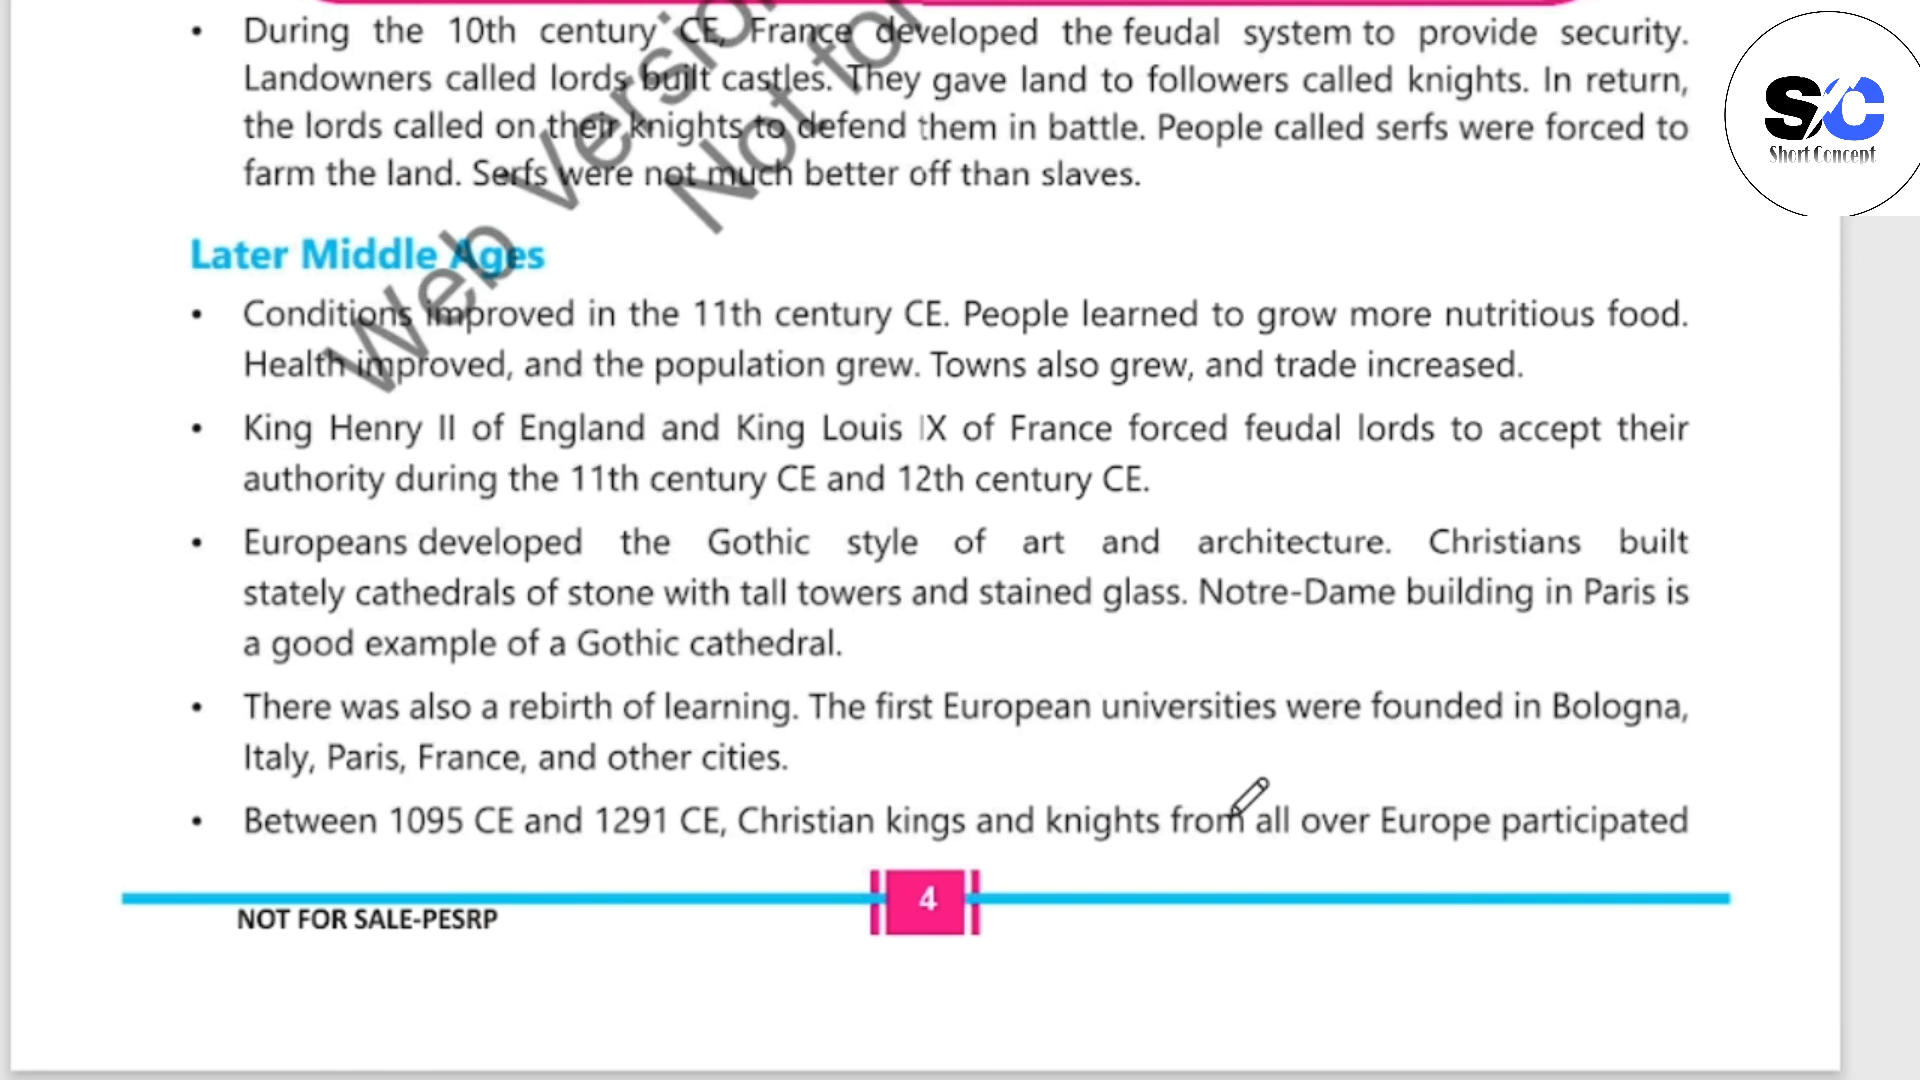 • During the 10th century CE, France developed the feudal system to provide security.
Landowners called lords built castles. They gave land to followers called knights. In return,
the lords called on their knights to defend them in battle. People called serfs were forced to
farm the land. Serfs were not much better off than slaves.
SC
Short Concept
Web Version
Not for
Later Middle Ages
• Conditions improved in the 11th century CE. People learned to grow more nutritious food.
Health improved, and the population grew. Towns also grew, and trade increased.
• King Henry II of England and King Louis IX of France forced feudal lords to accept their
authority during the 11th century CE and 12th century CE.
• Europeans developed the Gothic style of art and architecture. Christians built
stately cathedrals of stone with tall towers and stained glass. Notre-Dame building in Paris is
a good example of a Gothic cathedral.
• There was also a rebirth of learning. The first European universities were founded in Bologna,
Italy, Paris, France, and other cities.
• Between 1095 CE and 1291 CE, Christian kings and knights from all over Europe participated
4
NOT FOR SALE-PESRP